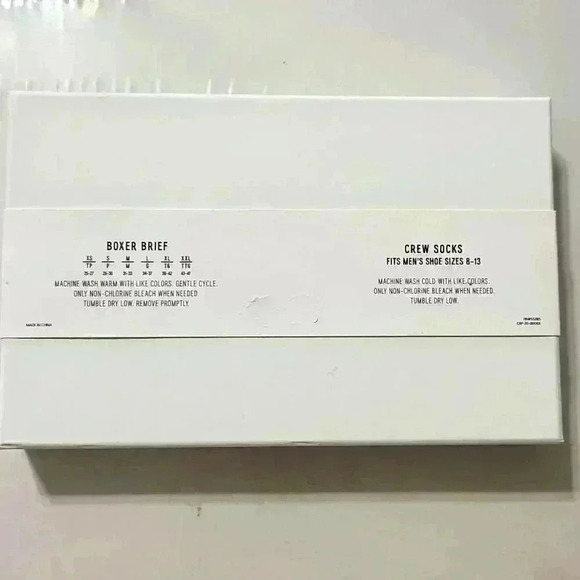 BOXER BRIEF
XS S M L XL XXL
TP P M G TG TTG
MACHINE WASH WARM WITH LIKE COLORS. GENTLE CYCLE.
ONLY NON-CHLORINE BLEACH WHEN NEEDED.
TUMBLE DRY LOW. REMOVE PROMPTLY.
MADE IN CHINA
CREW SOCKS
FITS MEN'S SHOE SIZES 8-13
MACHINE WASH COLD WITH LIKE COLORS.
ONLY NON-CHLORINE BLEACH WHEN NEEDED.
TUMBLE DRY LOW.